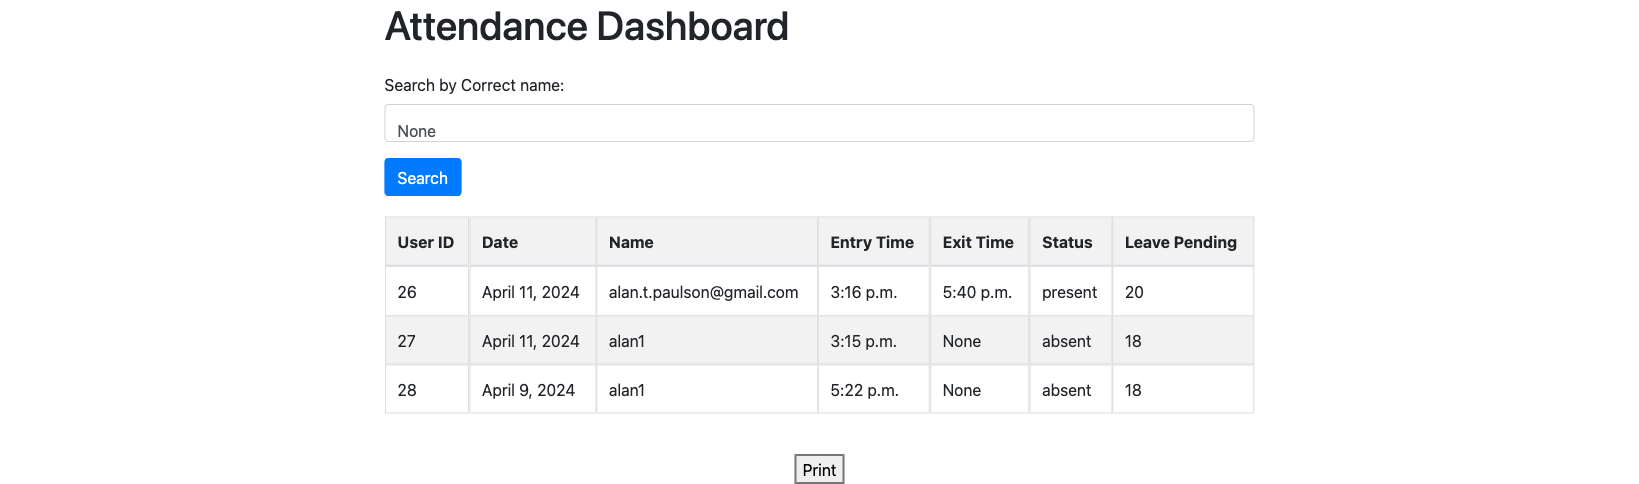 Attendance Dashboard
Search by Correct name:
None
Search
User ID Date Name Entry Time Exit Time Status Leave Pending
26 April 11, 2024 alan.t.paulson@gmail.com 3:16 p.m. 5:40 p.m. present 20
27 April 11, 2024 alan1 3:15 p.m. None absent 18
28 April 9, 2024 alan1 5:22 p.m. None absent 18
Print